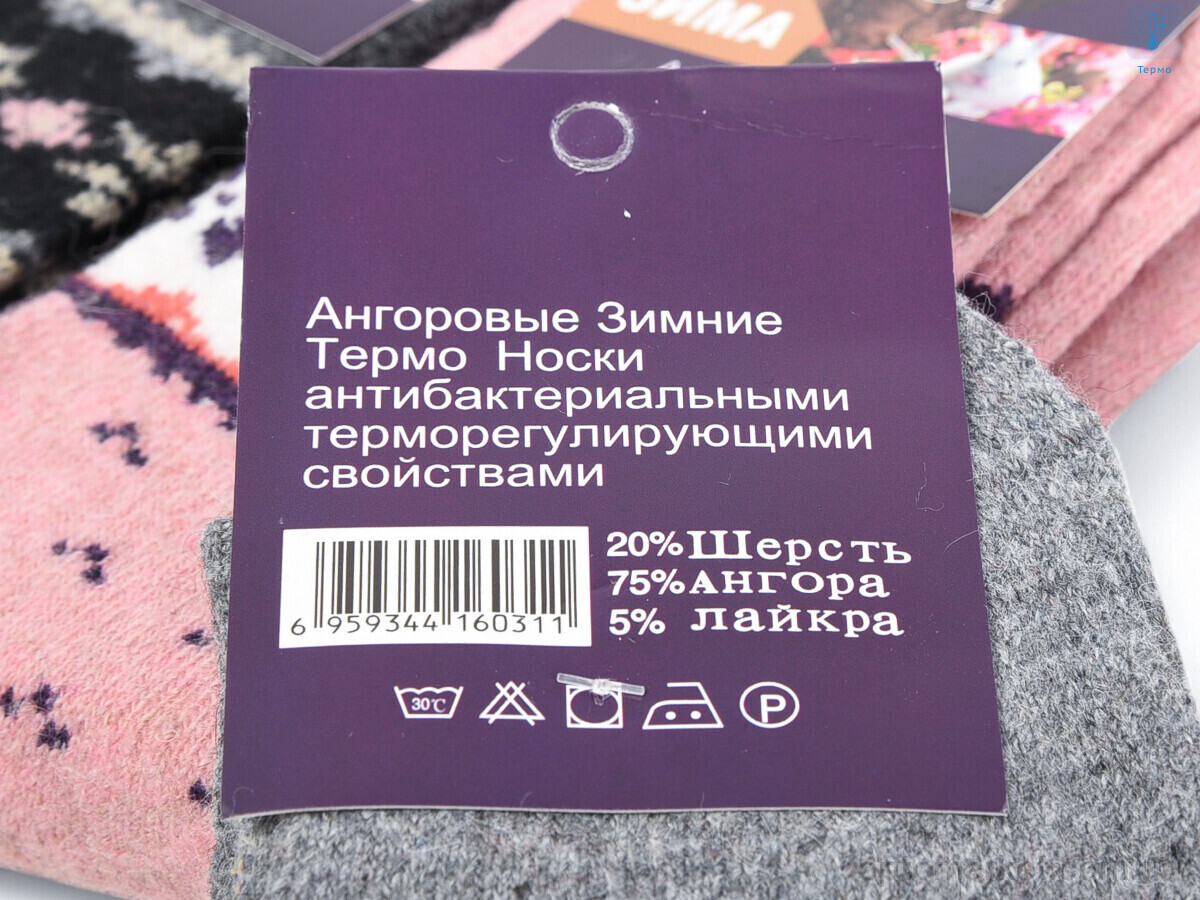 ЗИМА
Термо
Ангоровые Зимние
Термо Носки
антибактериальными
терморегулирующими
свойствами
20% Шерсть
75% Ангора
5% Лайкра
6 959344 160311
30°C
P